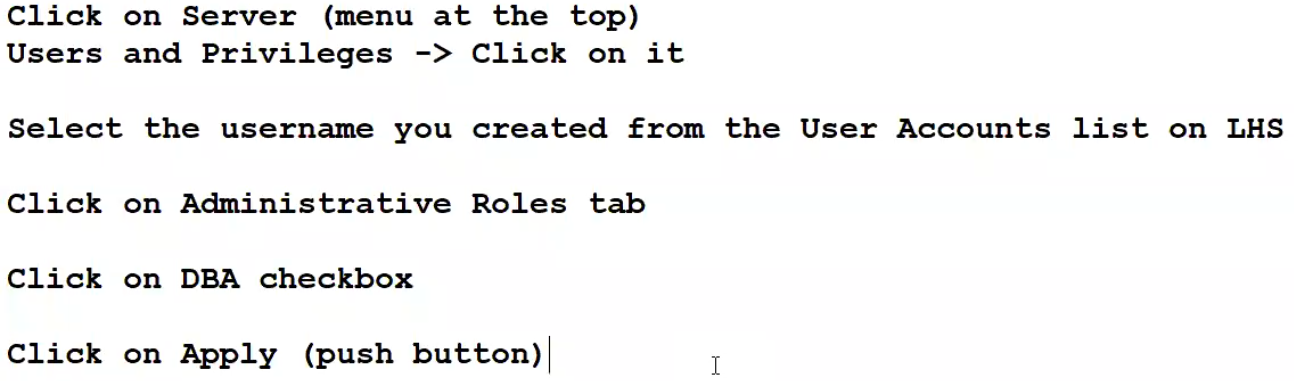 Click on Server (menu at the top)
Users and Privileges -> Click on it
Select the username you created from the User Accounts list on LHS
Click on Administrative Roles tab
Click on DBA checkbox
Click on Apply (push button)